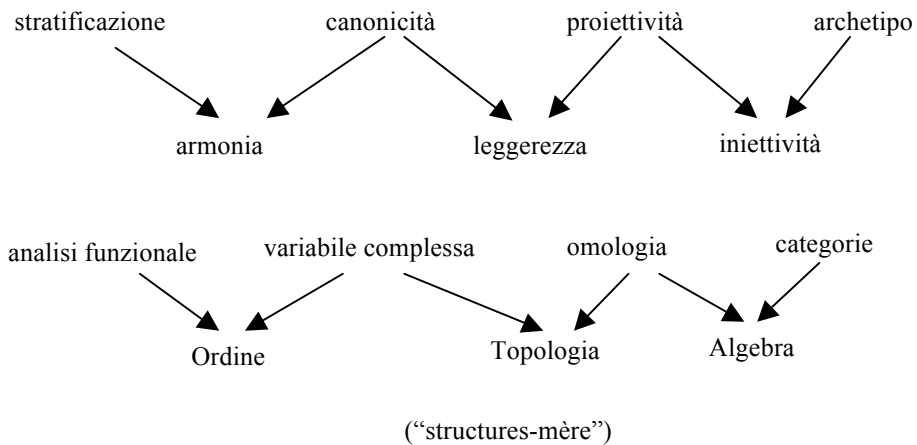 stratificazione canonicità proiettività archetipo
armonia leggerezza iniettività
analisi funzionale variabile complessa omologia categorie
Ordine Topologia Algebra
(“structures-mère”)